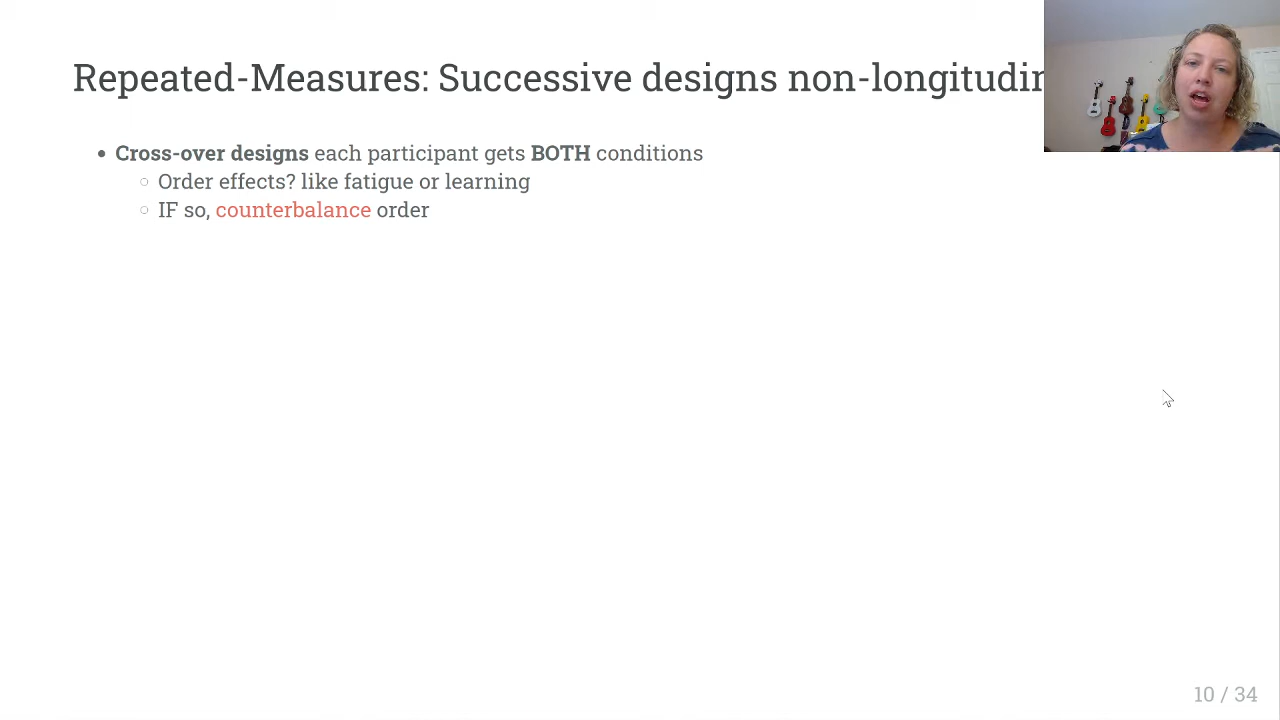 Repeated-Measures: Successive designs non-longitudin
Cross-over designs each participant gets BOTH conditions
Order effects? like fatigue or learning
IF so, counterbalance order
10 / 34